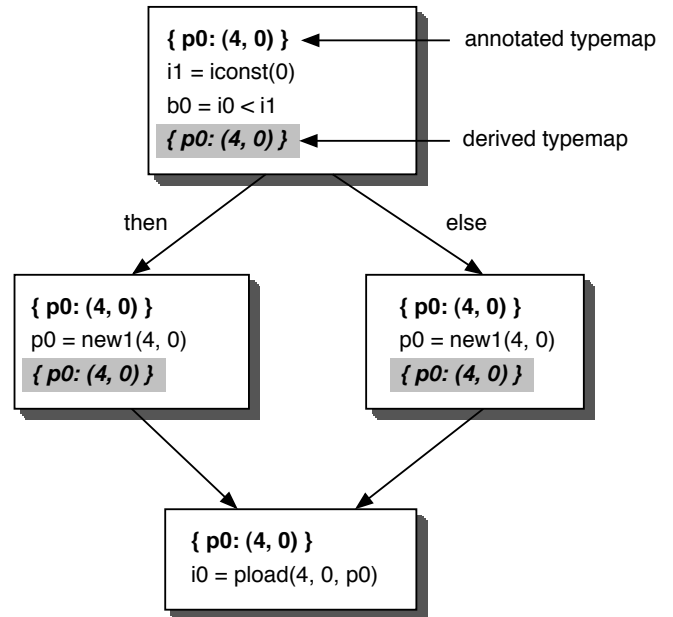 { p0: (4, 0) }
annotated typemap
i1 = iconst(0)
b0 = i0 < i1
{ p0: (4, 0) }
derived typemap
then
else
{ p0: (4, 0) }
p0 = new1(4, 0)
{ p0: (4, 0) }
{ p0: (4, 0) }
p0 = new1(4, 0)
{ p0: (4, 0) }
{ p0: (4, 0) }
i0 = pload(4, 0, p0)